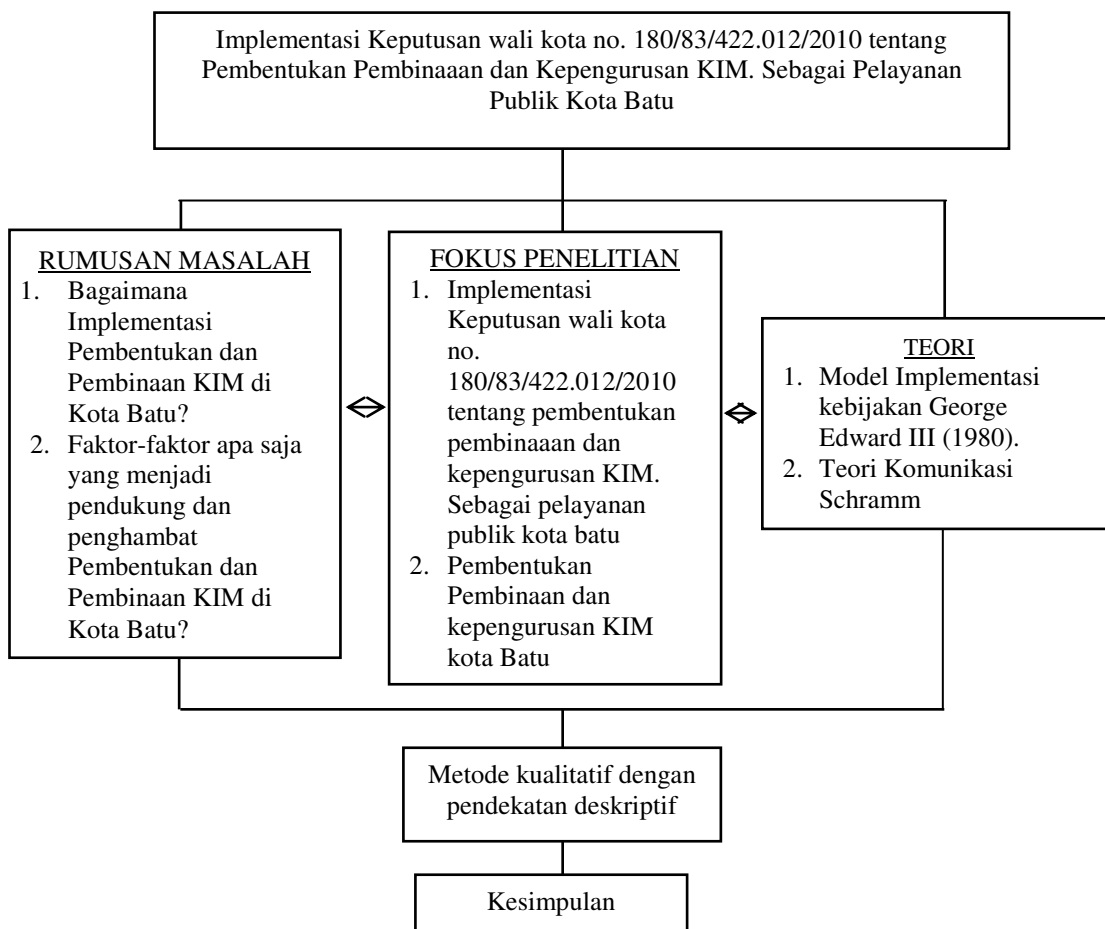 Implementasi Keputusan wali kota no. 180/83/422.012/2010 tentang
Pembentukan Pembinaaan dan Kepengurusan KIM. Sebagai Pelayanan
Publik Kota Batu
RUMUSAN MASALAH
1. Bagaimana
Implementasi
Pembentukan dan
Pembinaan KIM di
Kota Batu?
2. Faktor-faktor apa saja
yang menjadi
pendukung dan
penghambat
Pembentukan dan
Pembinaan KIM di
Kota Batu?
FOKUS PENELITIAN
1. Implementasi
Keputusan wali kota
no.
180/83/422.012/2010
tentang pembentukan
pembinaaan dan
kepengurusan KIM.
Sebagai pelayanan
publik kota batu
2. Pembentukan
Pembinaan dan
kepengurusan KIM
kota Batu
TEORI
1. Model Implementasi
kebijakan George
Edward III (1980).
2. Teori Komunikasi
Schramm
Metode kualitatif dengan
pendekatan deskriptif
Kesimpulan